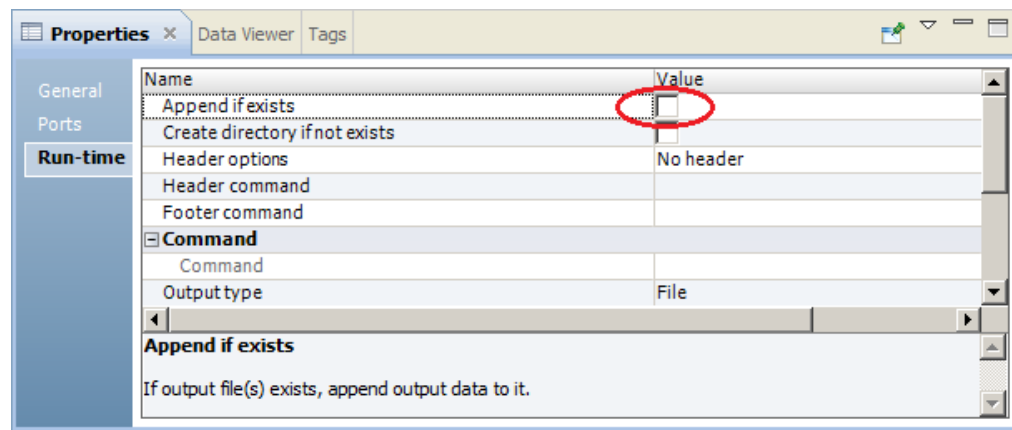 Properties Data Viewer Tags
General
Ports
Run-time
Name Value
Append if exists
Create directory if not exists
Header options No header
Header command
Footer command
Command
Command
Output type File
Append if exists
If output file(s) exists, append output data to it.